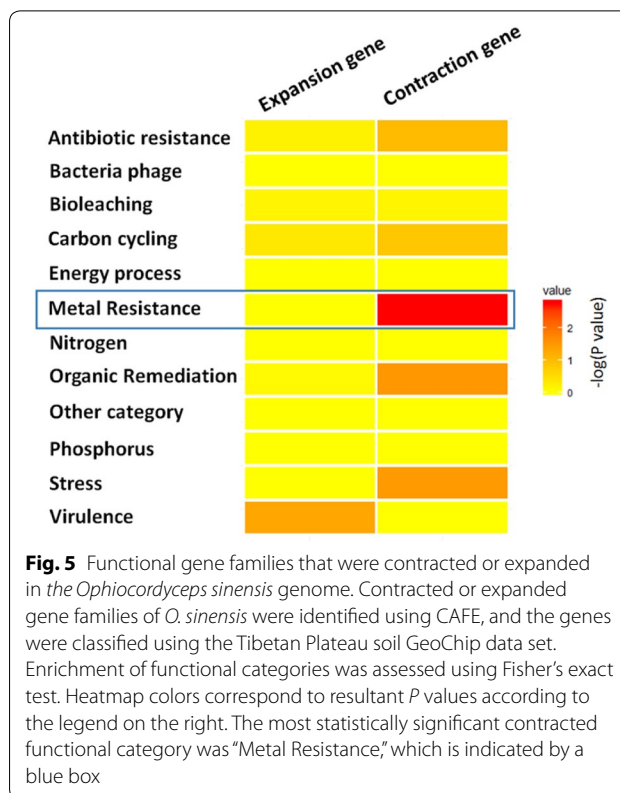 Expansion gene
Contraction gene
Antibiotic resistance
Bacteria phage
Bioleaching
Carbon cycling
Energy process
Metal Resistance
Nitrogen
Organic Remediation
Other category
Phosphorus
Stress
Virulence
value
2
1
0
-log(P value)
Fig. 5 Functional gene families that were contracted or expanded
in the Ophiocordyceps sinensis genome. Contracted or expanded
gene families of O. sinensis were identified using CAFE, and the genes
were classified using the Tibetan Plateau soil GeoChip data set.
Enrichment of functional categories was assessed using Fisher's exact
test. Heatmap colors correspond to resultant P values according to
the legend on the right. The most statistically significant contracted
functional category was “Metal Resistance,” which is indicated by a
blue box